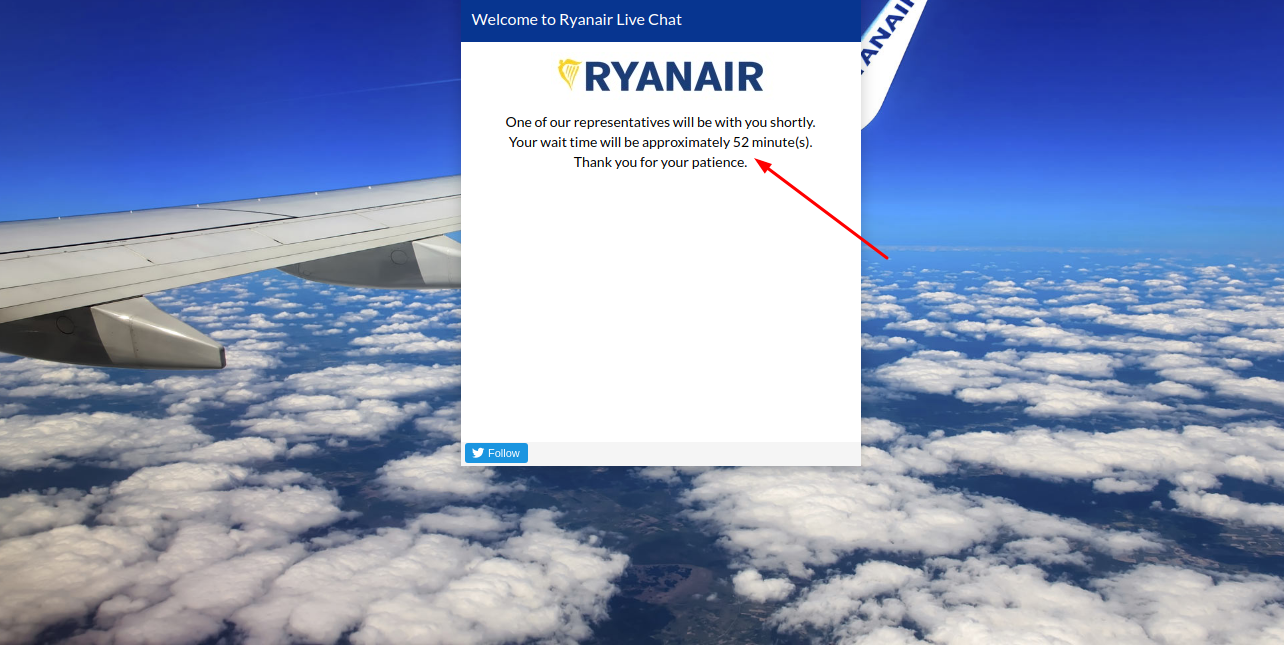 Welcome to Ryanair Live Chat
RYANAIR
RYANAIR
One of our representatives will be with you shortly.
Your wait time will be approximately 52 minute(s).
Thank you for your patience.
Follow